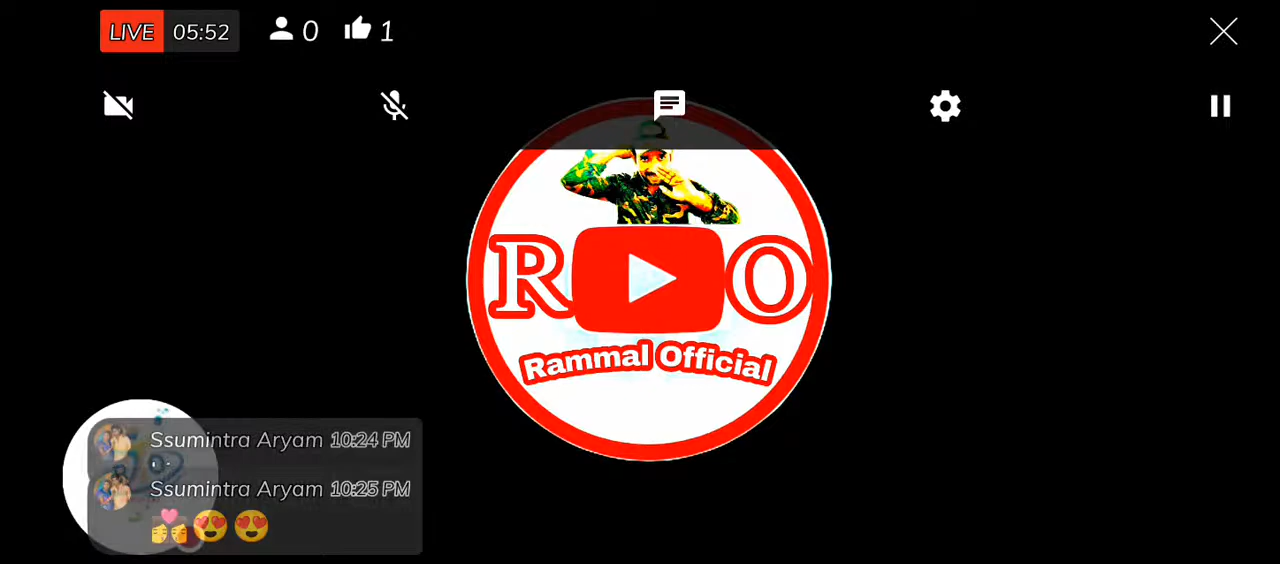 LIVE 05:52 0 1
R O
Rammal Official
Ssumintra Aryam 10:24 PM
Ssumintra Aryam 10:25 PM